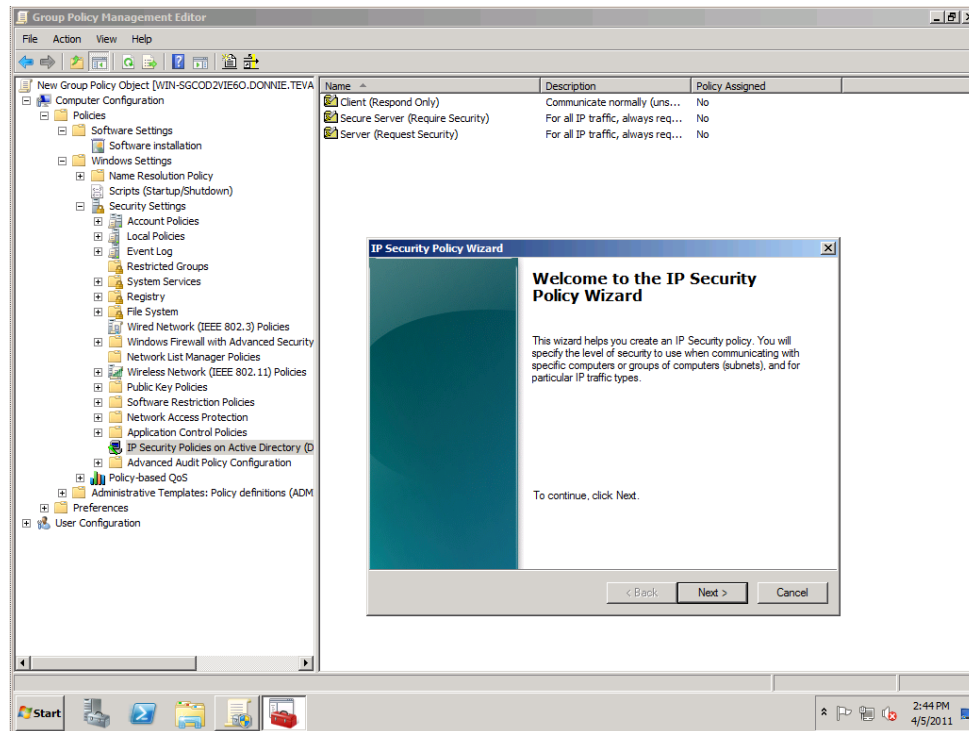 Group Policy Management Editor
File Action View Help
New Group Policy Object [WIN-SGCOD2VIE6O.DONNIE.TEVA
Computer Configuration
Policies
Software Settings
Software installation
Windows Settings
Name Resolution Policy
Scripts (Startup/Shutdown)
Security Settings
Account Policies
Local Policies
Event Log
Restricted Groups
System Services
Registry
File System
Wired Network (IEEE 802.3) Policies
Windows Firewall with Advanced Security
Network List Manager Policies
Wireless Network (IEEE 802.11) Policies
Public Key Policies
Software Restriction Policies
Network Access Protection
Application Control Policies
IP Security Policies on Active Directory (D
Advanced Audit Policy Configuration
Policy-based QoS
Administrative Templates: Policy definitions (ADM
Preferences
User Configuration
Name Description Policy Assigned
Client (Respond Only) Communicate normally (uns... No
Secure Server (Require Security) For all IP traffic, always req... No
Server (Request Security) For all IP traffic, always req... No
IP Security Policy Wizard
Welcome to the IP Security
Policy Wizard
This wizard helps you create an IP Security policy. You will
specify the level of security to use when communicating with
specific computers or groups of computers (subnets), and for
particular IP traffic types.
To continue, click Next.
< Back Next > Cancel
Start
2:44 PM
4/5/2011